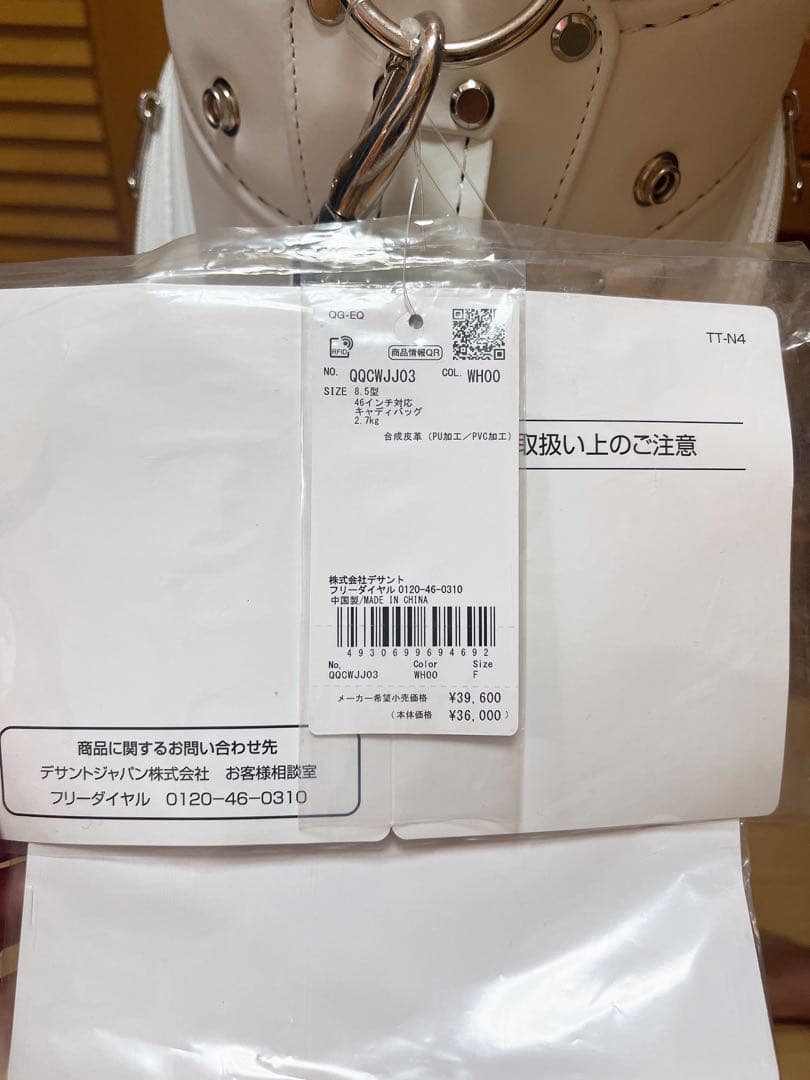 QG-EQ
RFID
商品情報QR
NO. QQCWJJ03 COL. WH00
SIZE 8.5型
46インチ対応
キャディバッグ
2.7kg
合成皮革（PU加工／PVC加工）
株式会社デサント
フリーダイヤル 0120-46-0310
中国製/MADE IN CHINA
4930699694692
No. Color Size
QQCWJJ03 WH00 F
メーカー希望小売価格 ¥39,600
（本体価格 ¥36,000）
TT-N4
取扱い上のご注意
商品に関するお問い合わせ先
デサントジャパン株式会社 お客様相談室
フリーダイヤル 0120-46-0310